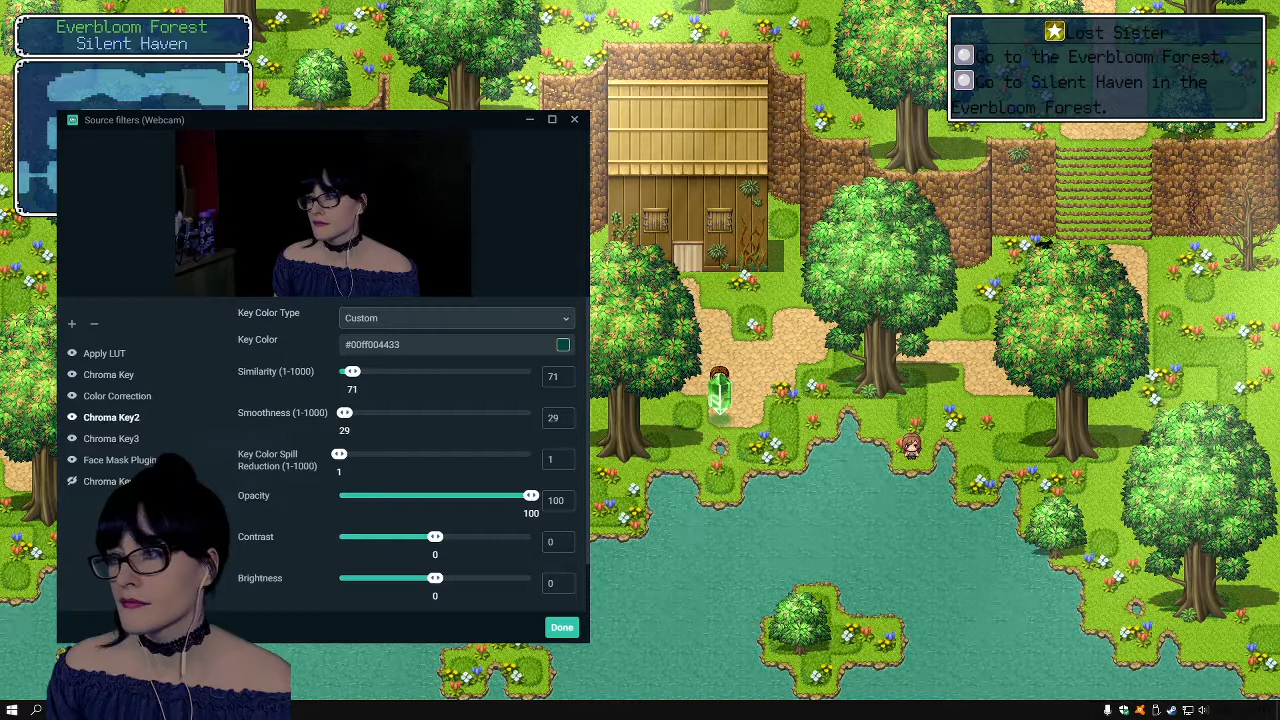 Everbloom Forest
Silent Haven
Lost Sister
Go to the Everbloom Forest.
Go to Silent Haven in the
Everbloom Forest.
Source filters (Webcam)
Apply LUT
Chroma Key
Color Correction
Chroma Key2
Chroma Key3
Face Mask Plugin
Chroma Ke
Key Color Type
Custom
Key Color
#00ff004433
Similarity (1-1000)
71
71
Smoothness (1-1000)
29
29
Key Color Spill
Reduction (1-1000)
1
1
Opacity
100
100
Contrast
0
0
Brightness
0
0
Done